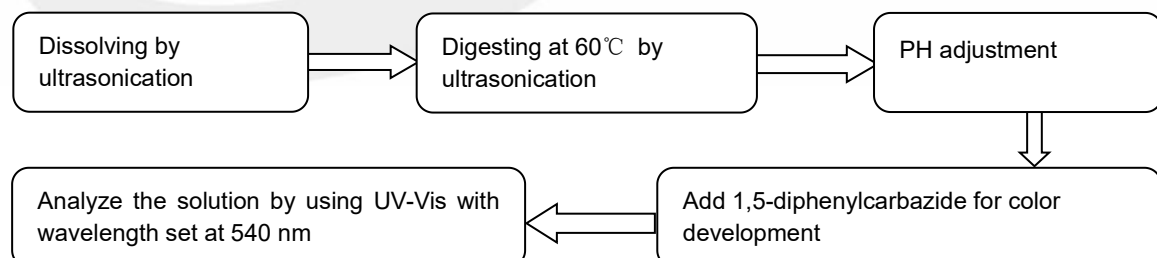 Dissolving by
ultrasonication
Digesting at 60℃ by
ultrasonication
PH adjustment
Analyze the solution by using UV-Vis with
wavelength set at 540 nm
Add 1,5-diphenylcarbazide for color
development